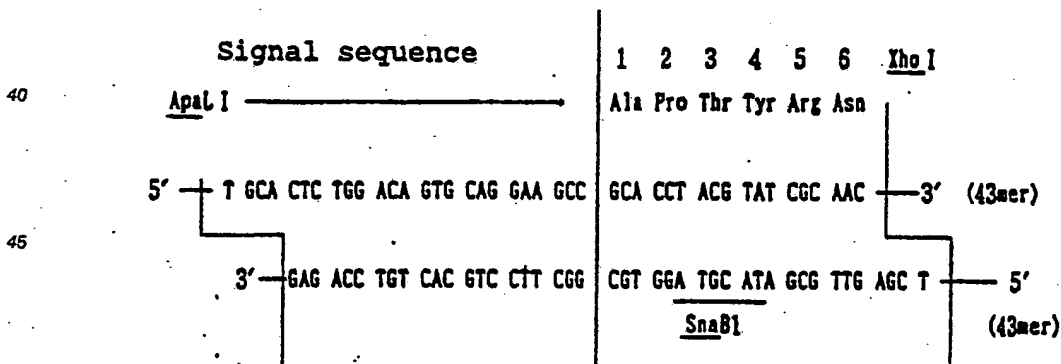 Signal sequence
1 2 3 4 5 6 Xho I
40
ApaL I
Ala Pro Thr Tyr Arg Asn
5′ T GCA CTC TGG ACA GTG CAG GAA GCC GCA CCT ACG TAT CGC AAC 3′ (43mer)
45
3′ GAG ACC TGT CAC GTC CTT CGG CGT GGA TGC ATA GCG TTG AGC T 5′
SnaB1
(43mer)